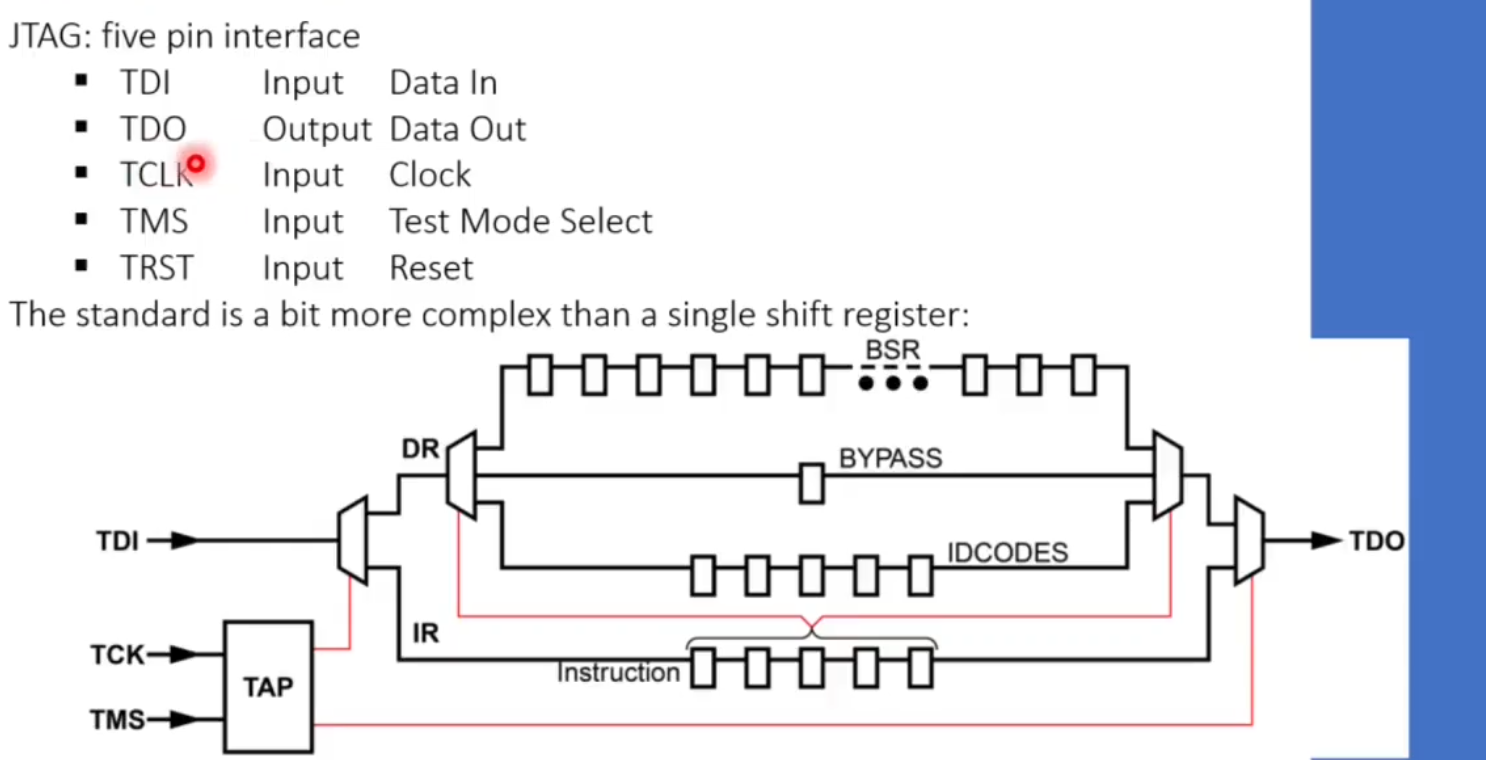 JTAG: five pin interface
▪ TDI Input Data In
▪ TDO Output Data Out
▪ TCLK Input Clock
▪ TMS Input Test Mode Select
▪ TRST Input Reset
The standard is a bit more complex than a single shift register:
BSR
DR
BYPASS
TDI
TDO
IDCODES
IR
TCK
Instruction
TAP
TMS